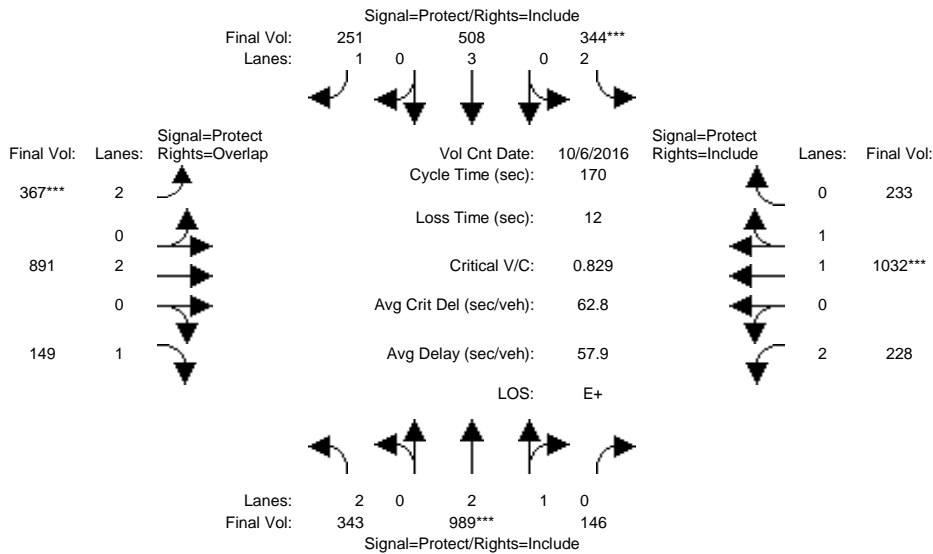 Signal=Protect/Rights=Include
Final Vol: 251 508 344***
Lanes: 1 0 3 0 2
Signal=Protect
Final Vol: Lanes: Rights=Overlap
Vol Cnt Date: 10/6/2016
Signal=Protect
Rights=Include Lanes: Final Vol:
Cycle Time (sec): 170
367*** 2
0 233
Loss Time (sec): 12
0
1
891 2
Critical V/C: 0.829
1 1032***
0
Avg Crit Del (sec/veh): 62.8
0
149 1
Avg Delay (sec/veh): 57.9
2 228
LOS: E+
Lanes: 2 0 2 1 0
Final Vol: 343 989*** 146
Signal=Protect/Rights=Include